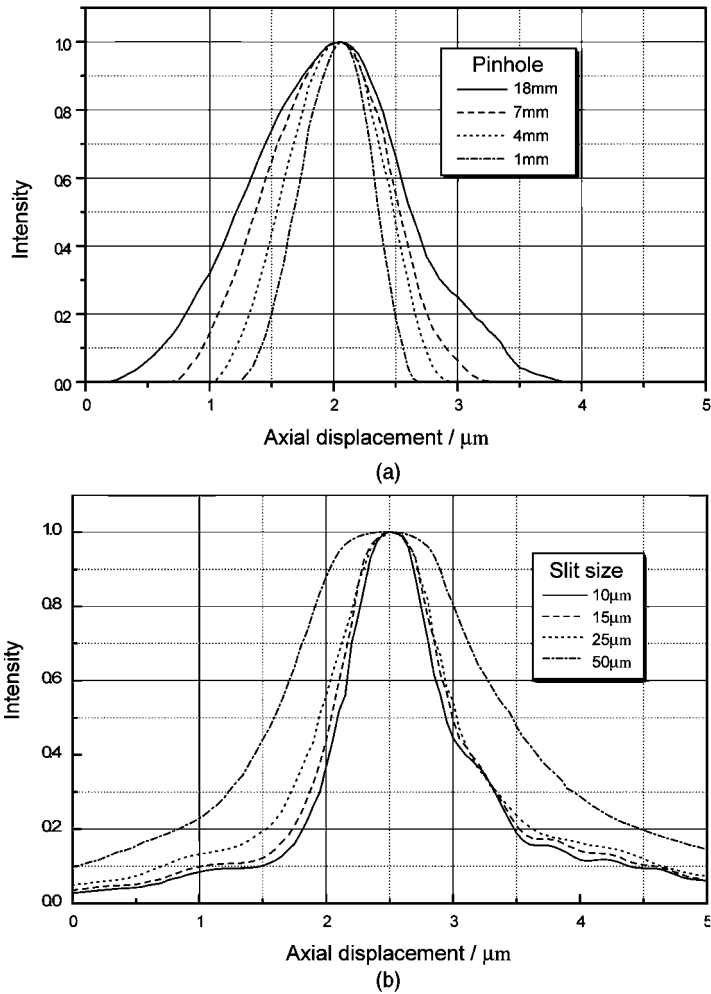 1.0
0.8
0.6
0.4
0.2
0.0
Intensity
Pinhole
18mm
7mm
4mm
1mm
0 1 2 3 4 5
Axial displacement / μm
(a)
1.0
0.8
0.6
0.4
0.2
0.0
Intensity
Slit size
10μm
15μm
25μm
50μm
0 1 2 3 4 5
Axial displacement / μm
(b)